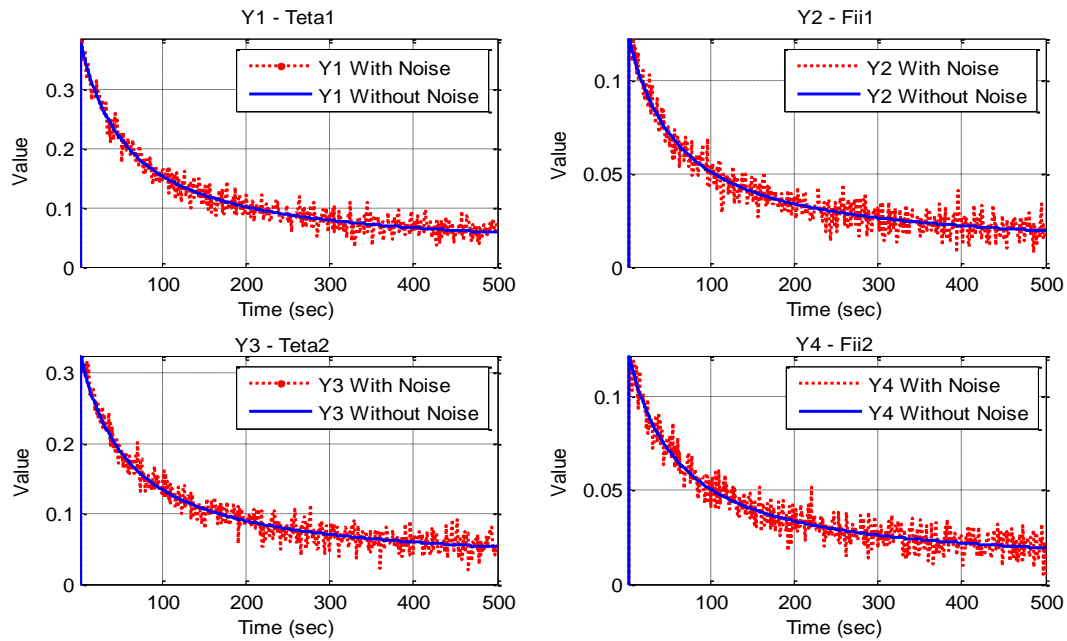 Y1 - Teta1
Value
0.3
0.2
0.1
0
Y1 With Noise
Y1 Without Noise
100 200 300 400 500
Time (sec)
Y2 - Fii1
Value
0.1
0.05
0
Y2 With Noise
Y2 Without Noise
100 200 300 400 500
Time (sec)
Y3 - Teta2
Value
0.3
0.2
0.1
0
Y3 With Noise
Y3 Without Noise
100 200 300 400 500
Time (sec)
Y4 - Fii2
Value
0.1
0.05
0
Y4 With Noise
Y4 Without Noise
100 200 300 400 500
Time (sec)